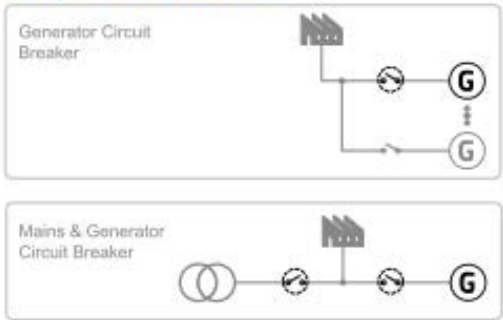 Generator Circuit
Breaker
G
G
Mains & Generator
Circuit Breaker
G